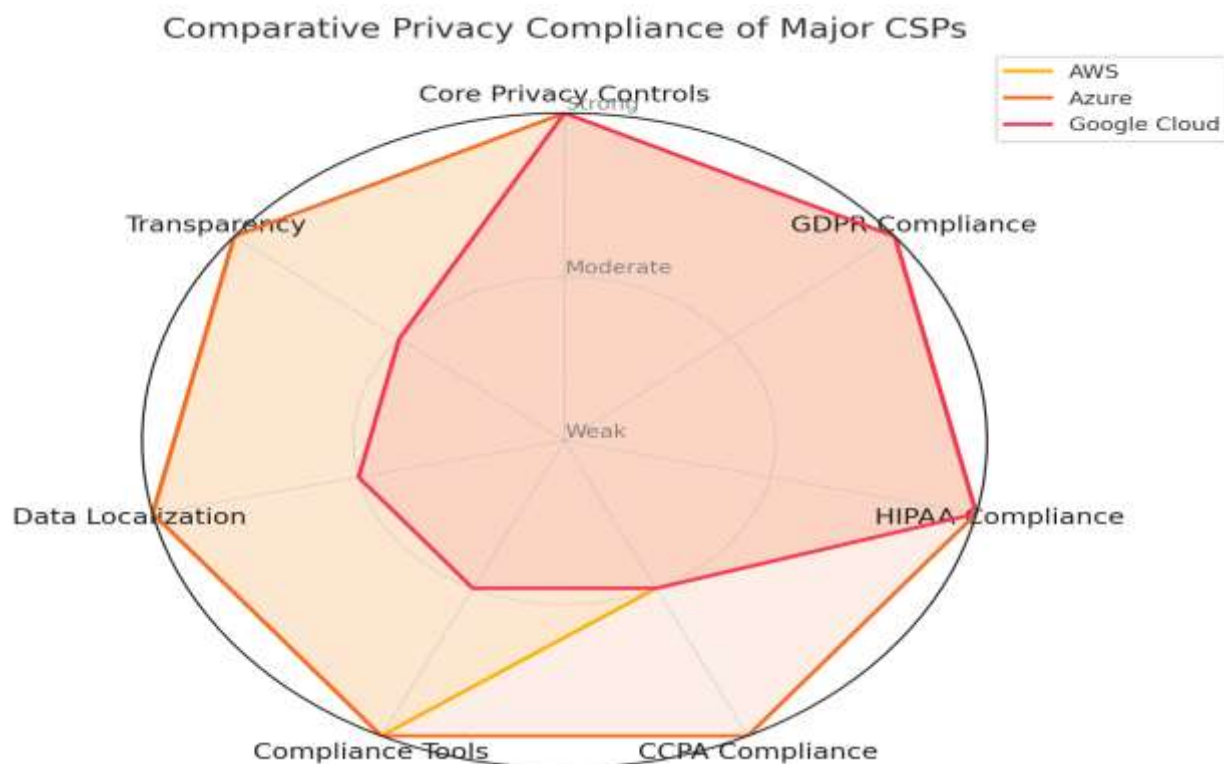 Comparative Privacy Compliance of Major CSPs
AWS
Azure
Google Cloud
Core Privacy Controls
Strong
Transparency
GDPR Compliance
Moderate
Weak
Data Localization
HIPAA Compliance
Compliance Tools
CCPA Compliance